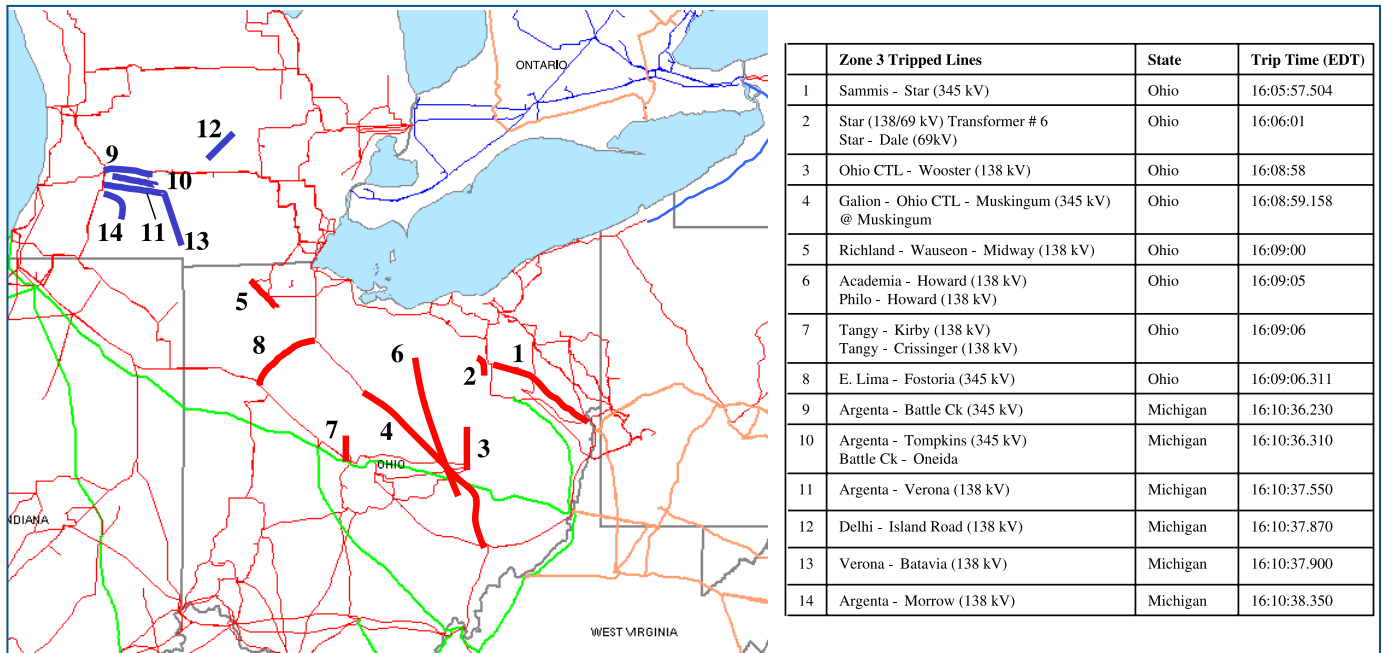 ONTARIO
12
9
10
14
11
13
5
8
6
1
2
7
4
3
OHIO
NDIANA
WEST VIRGINIA
Zone 3 Tripped Lines State Trip Time (EDT)
1 Sammis - Star (345 kV) Ohio 16:05:57.504
2 Star (138/69 kV) Transformer # 6 Ohio 16:06:01
Star - Dale (69kV)
3 Ohio CTL - Wooster (138 kV) Ohio 16:08:58
4 Galion - Ohio CTL - Muskingum (345 kV) Ohio 16:08:59.158
@ Muskingum
5 Richland - Wauseon - Midway (138 kV) Ohio 16:09:00
6 Academia - Howard (138 kV) Ohio 16:09:05
Philo - Howard (138 kV)
7 Tangy - Kirby (138 kV) Ohio 16:09:06
Tangy - Crissinger (138 kV)
8 E. Lima - Fostoria (345 kV) Ohio 16:09:06.311
9 Argenta - Battle Ck (345 kV) Michigan 16:10:36.230
10 Argenta - Tompkins (345 kV) Michigan 16:10:36.310
Battle Ck - Oneida
11 Argenta - Verona (138 kV) Michigan 16:10:37.550
12 Delhi - Island Road (138 kV) Michigan 16:10:37.870
13 Verona - Batavia (138 kV) Michigan 16:10:37.900
14 Argenta - Morrow (138 kV) Michigan 16:10:38.350